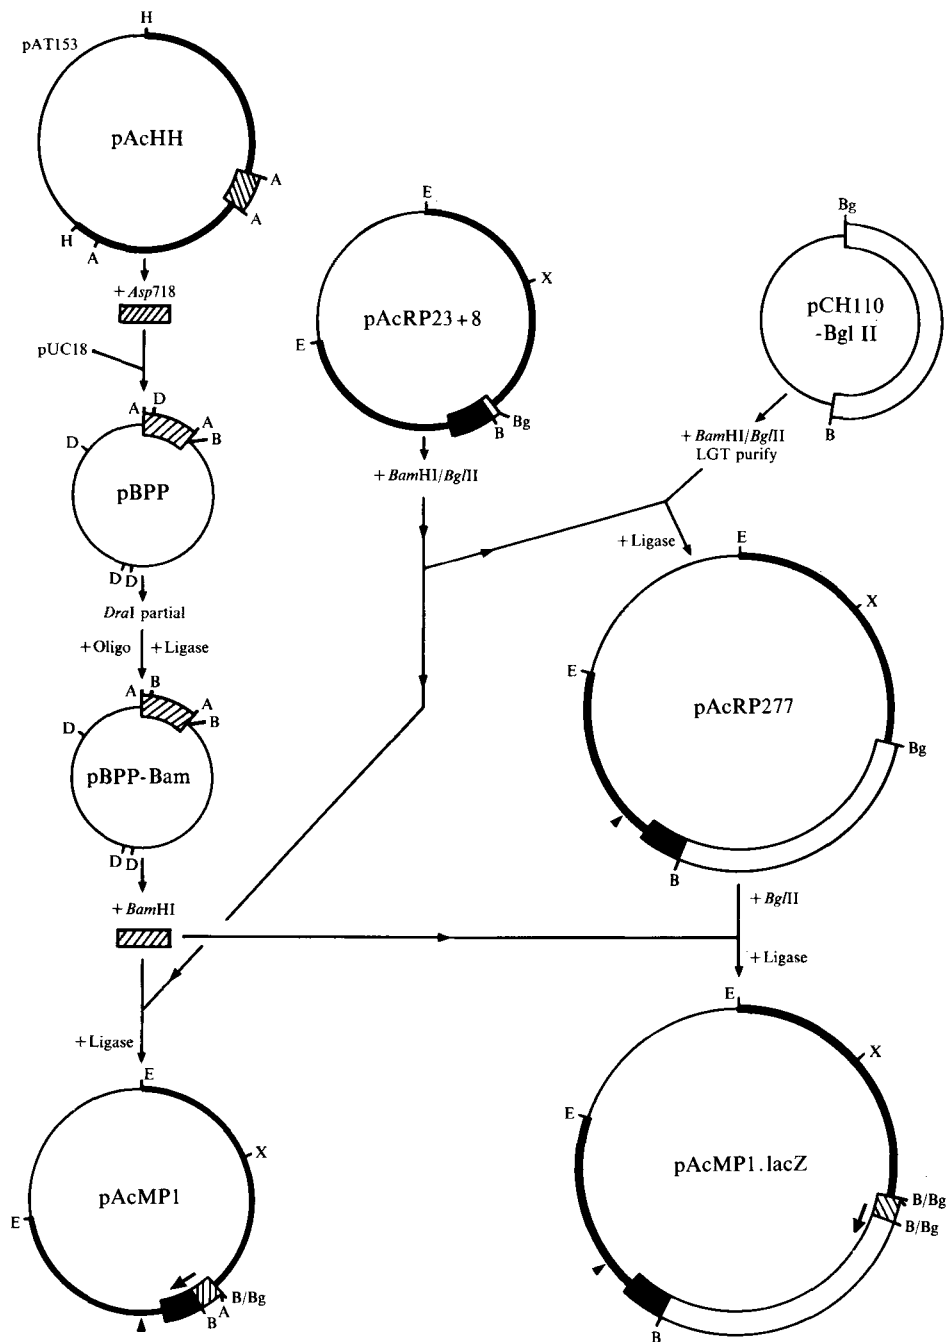 H
pAT153
pAcHH
A
A
H
A
+ Asp718
pUC18
A D
A
B
D
pBPP
D D
DraI partial
+ Oligo + Ligase
A B
A
B
D
pBPP-Bam
D D
+ BamHI
+ Ligase
E
X
pAcMP1
E
B/Bg
A
B
E
X
pAcRP23 + 8
E
Bg
B
+ BamHI/BglII
Bg
pCH110
-Bgl II
B
+ BamHI/BglII
LGT purify
+ Ligase
E
X
E
pAcRP277
Bg
B
+ BglII
+ Ligase
E
X
E
pAcMP1.lacZ
B/Bg
B/Bg
B